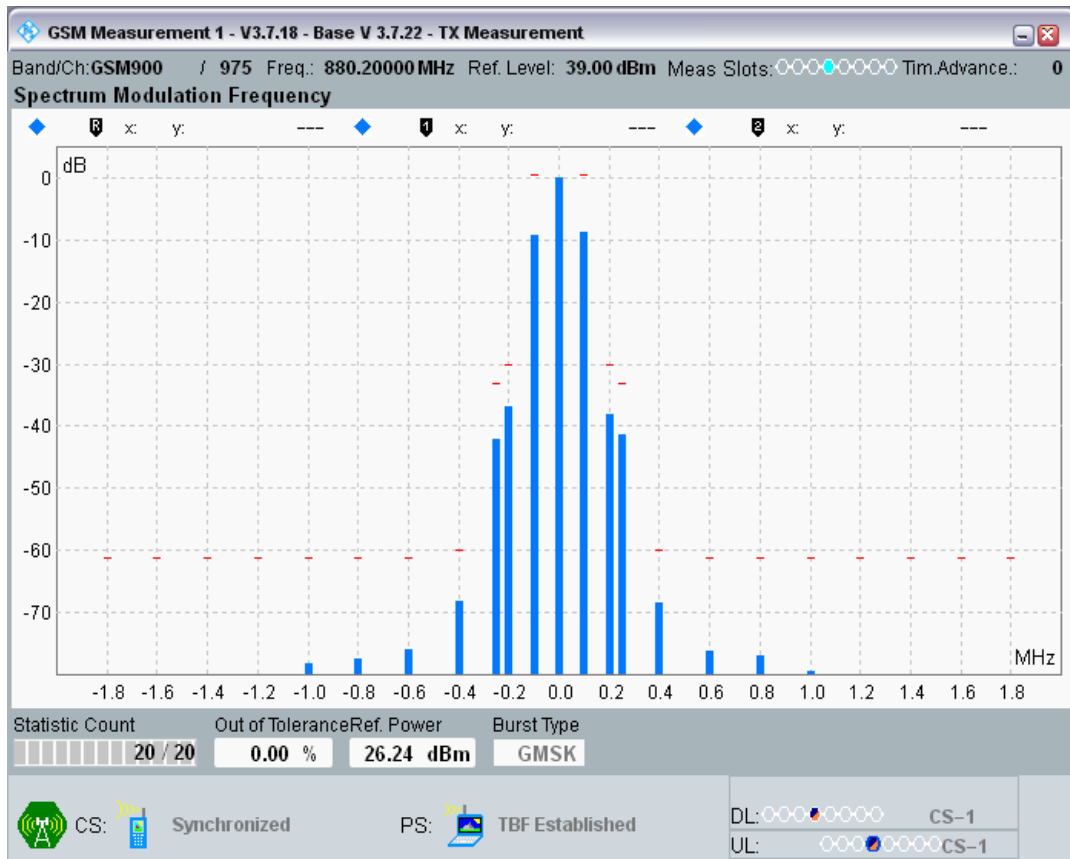 GSM Measurement 1 - V3.7.18 - Base V 3.7.22 - TX Measurement
Band/Ch:GSM900 / 975 Freq.: 880.20000 MHz Ref. Level: 39.00 dBm Meas Slots: Tim.Advance.: 0
Spectrum Modulation Frequency
R x: y: --- 1 x: y: --- 2 x: y: ---
dB
0
-10
-20
-30
-40
-50
-60
-70
MHz
-1.8 -1.6 -1.4 -1.2 -1.0 -0.8 -0.6 -0.4 -0.2 0.0 0.2 0.4 0.6 0.8 1.0 1.2 1.4 1.6 1.8
Statistic Count Out of Tolerance Ref. Power Burst Type
20 / 20 0.00 % 26.24 dBm GMSK
CS: Synchronized PS: TBF Established
DL: CS-1
UL: CS-1